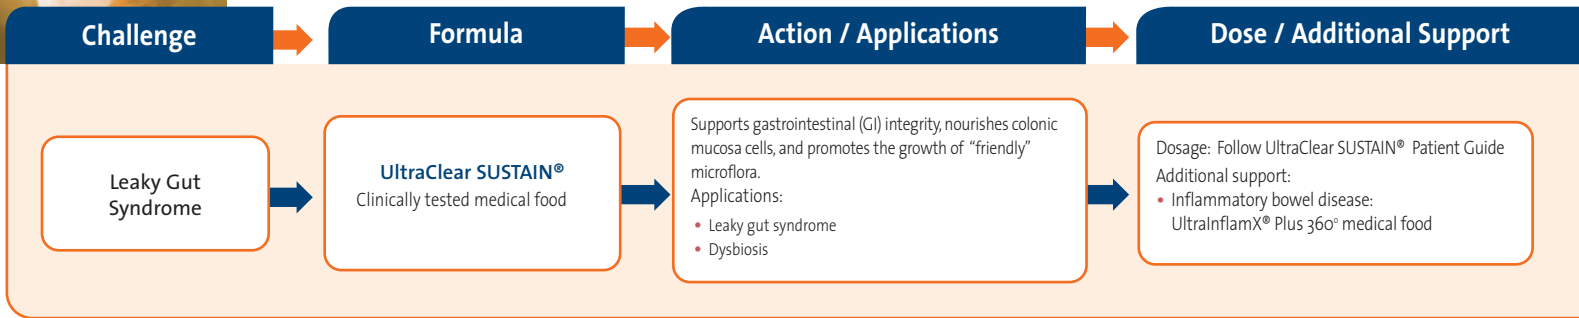 Challenge
Formula
Action / Applications
Dose / Additional Support
Leaky Gut
Syndrome
UltraClear SUSTAIN®
Clinically tested medical food
Supports gastrointestinal (GI) integrity, nourishes colonic
mucosa cells, and promotes the growth of “friendly”
microflora.
Applications:
• Leaky gut syndrome
• Dysbiosis
Dosage: Follow UltraClear SUSTAIN® Patient Guide
Additional support:
• Inflammatory bowel disease:
UltraInflamX® Plus 360° medical food